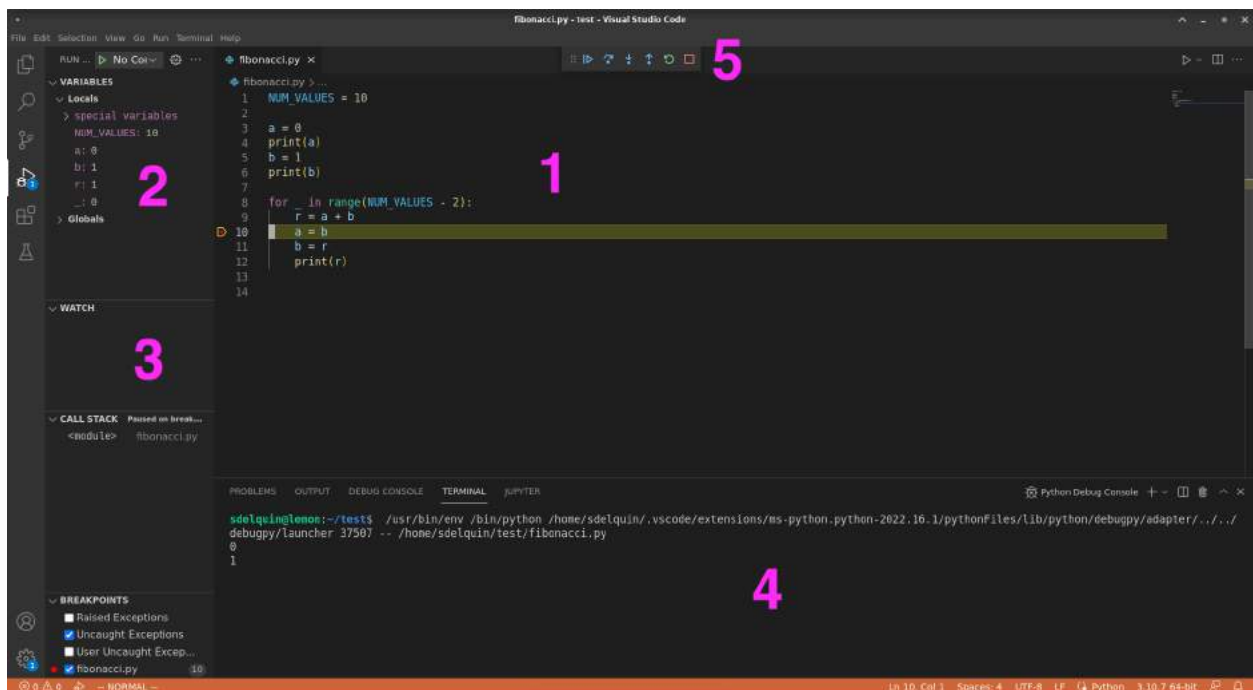 fibonacci.py - test - Visual Studio Code
File Edit Selection View Go Run Terminal Help
RUN ... No Cor
VARIABLES
Locals
special variables
NUM_VALUES: 10
a: 0
b: 1
r: 1
_: 0
Globals
2
WATCH
3
CALL STACK Paused on break...
<module> fibonacci.py
BREAKPOINTS
Raised Exceptions
Uncaught Exceptions
User Uncaught Excep...
fibonacci.py 10
fibonacci.py ×
5
fibonacci.py > ...
1 NUM_VALUES = 10
2
3 a = 0
4 print(a)
5 b = 1
6 print(b)
7
8 for _ in range(NUM_VALUES - 2):
9 r = a + b
10 a = b
11 b = r
12 print(r)
13
14
1
PROBLEMS OUTPUT DEBUG CONSOLE TERMINAL JUPYTER
Python Debug Console
sdelquin@lemon:~/test$ /usr/bin/env /bin/python /home/sdelquin/.vscode/extensions/ms-python.python-2022.16.1/pythonFiles/lib/python/debugpy/adapter/../../
debugpy/launcher 37507 -- /home/sdelquin/test/fibonacci.py
0
1
4
0 0 -- NORMAL -- Ln 10, Col 1 Spaces: 4 UTF-8 LF Python 3.10.7 64-bit